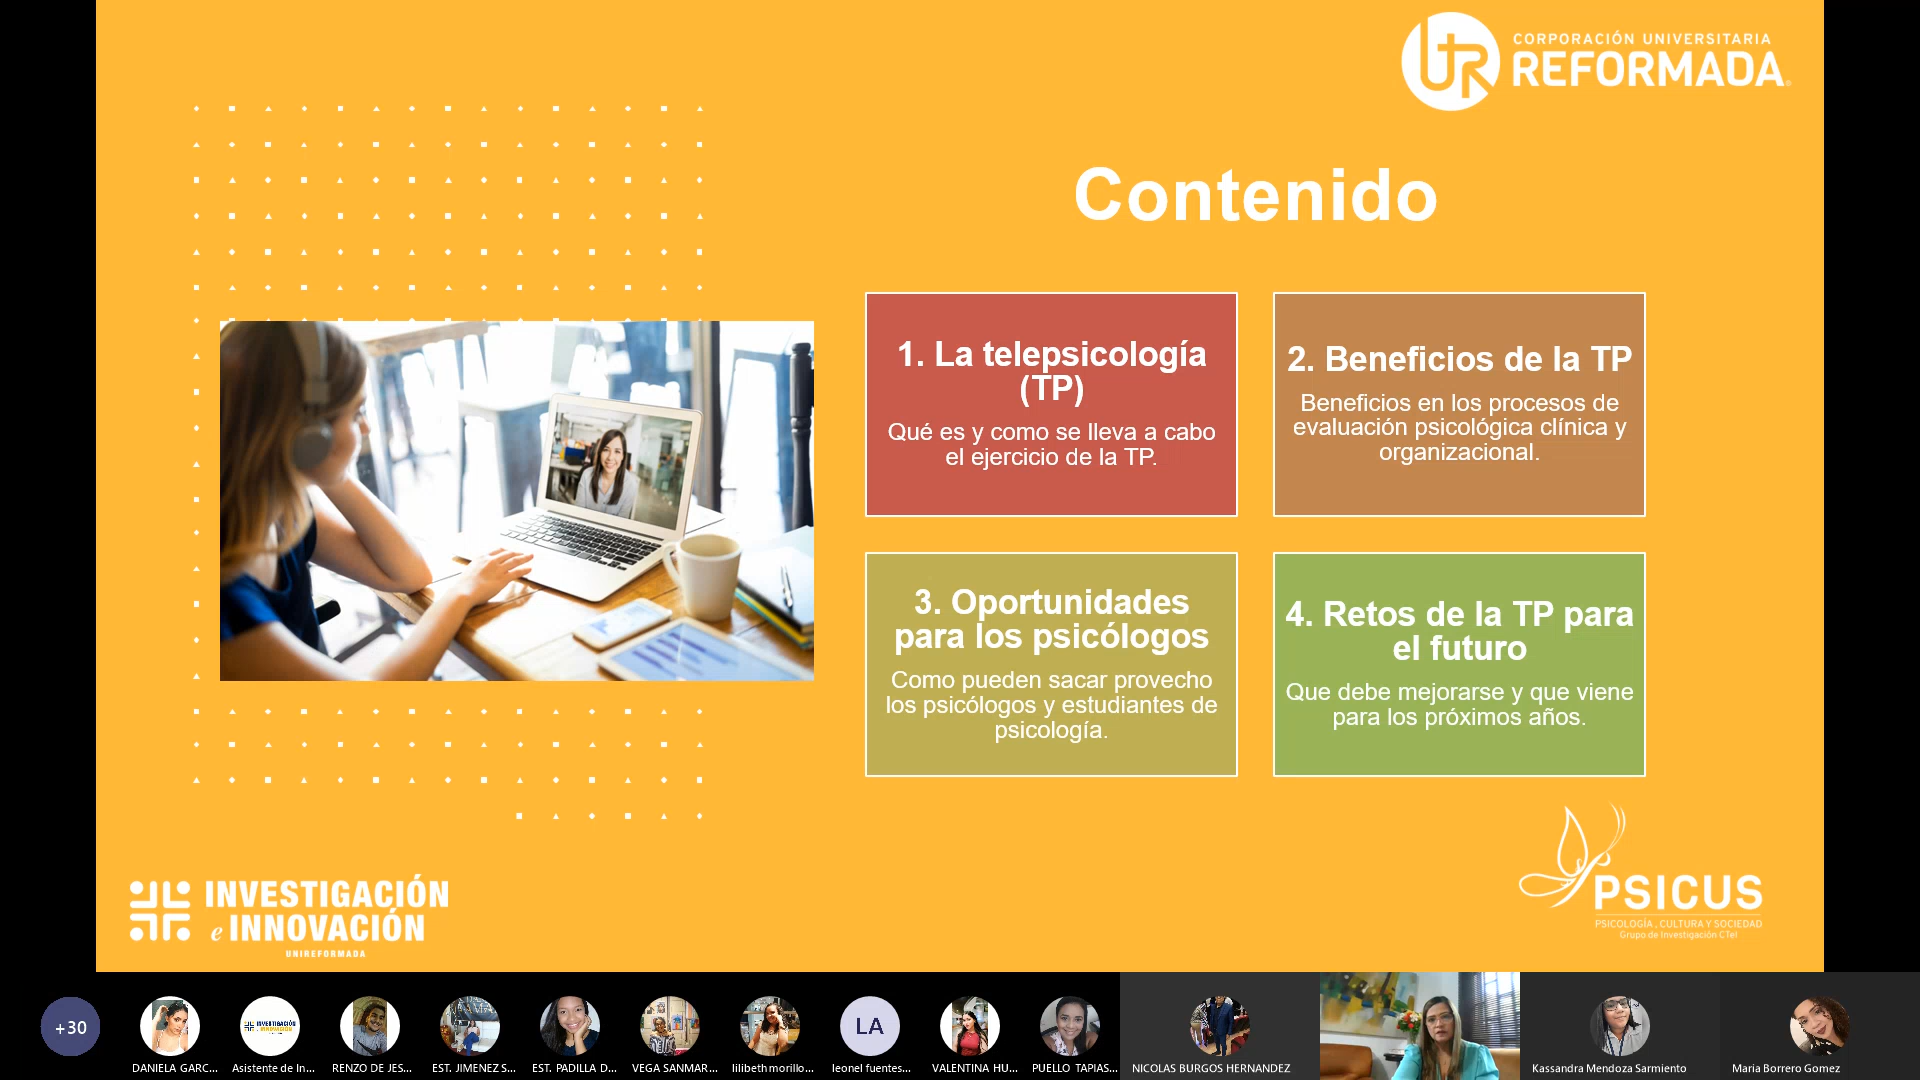 CORPORACIÓN UNIVERSITARIA
REFORMADA
Contenido
1. La telepsicología
(TP)
Qué es y como se lleva a cabo
el ejercicio de la TP.
2. Beneficios de la TP
Beneficios en los procesos de
evaluación psicológica clínica y
organizacional.
3. Oportunidades
para los psicólogos
Como pueden sacar provecho
los psicólogos y estudiantes de
psicología.
4. Retos de la TP para
el futuro
Que debe mejorarse y que viene
para los próximos años.
INVESTIGACIÓN
e INNOVACIÓN
UNIREFORMADA
PSICUS
PSICOLOGÍA, CULTURA Y SOCIEDAD
Grupo de Investigación CTeI
+30
DANIELA GARC...
INVESTIGACIÓN
e INNOVACIÓN
Asistente de In...
RENZO DE JES...
EST. JIMENEZ S...
EST. PADILLA D...
VEGA SANMAR...
lilibeth morillo...
LA
leonel fuentes...
VALENTINA HU...
PUELLO TAPIAS...
NICOLAS BURGOS HERNANDEZ
Kassandra Mendoza Sarmiento
Maria Borrero Gomez